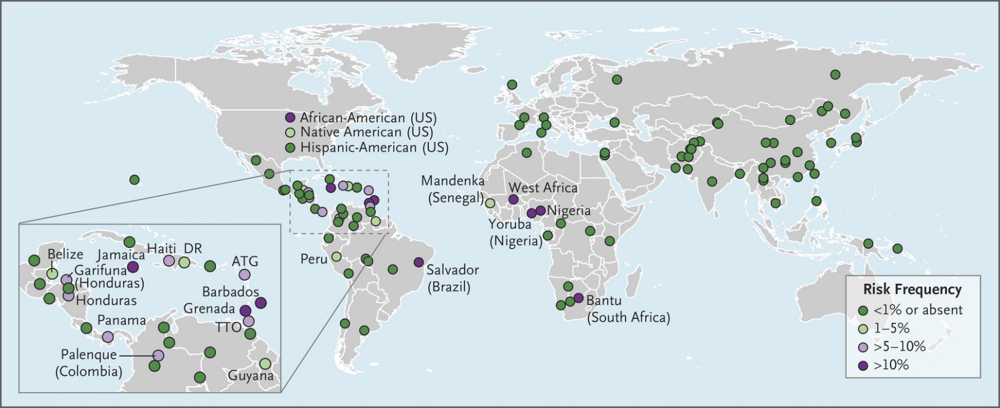 African-American (US)
Native American (US)
Hispanic-American (US)
Mandenka
(Senegal)
West Africa
Nigeria
Yoruba
(Nigeria)
Peru
Salvador
(Brazil)
Bantu
(South Africa)
Belize
Jamaica
Haiti
DR
Garifuna
(Honduras)
Honduras
ATG
Barbados
Grenada
Panama
TTO
Palenque
(Colombia)
Guyana
Risk Frequency
<1% or absent
1–5%
>5–10%
>10%